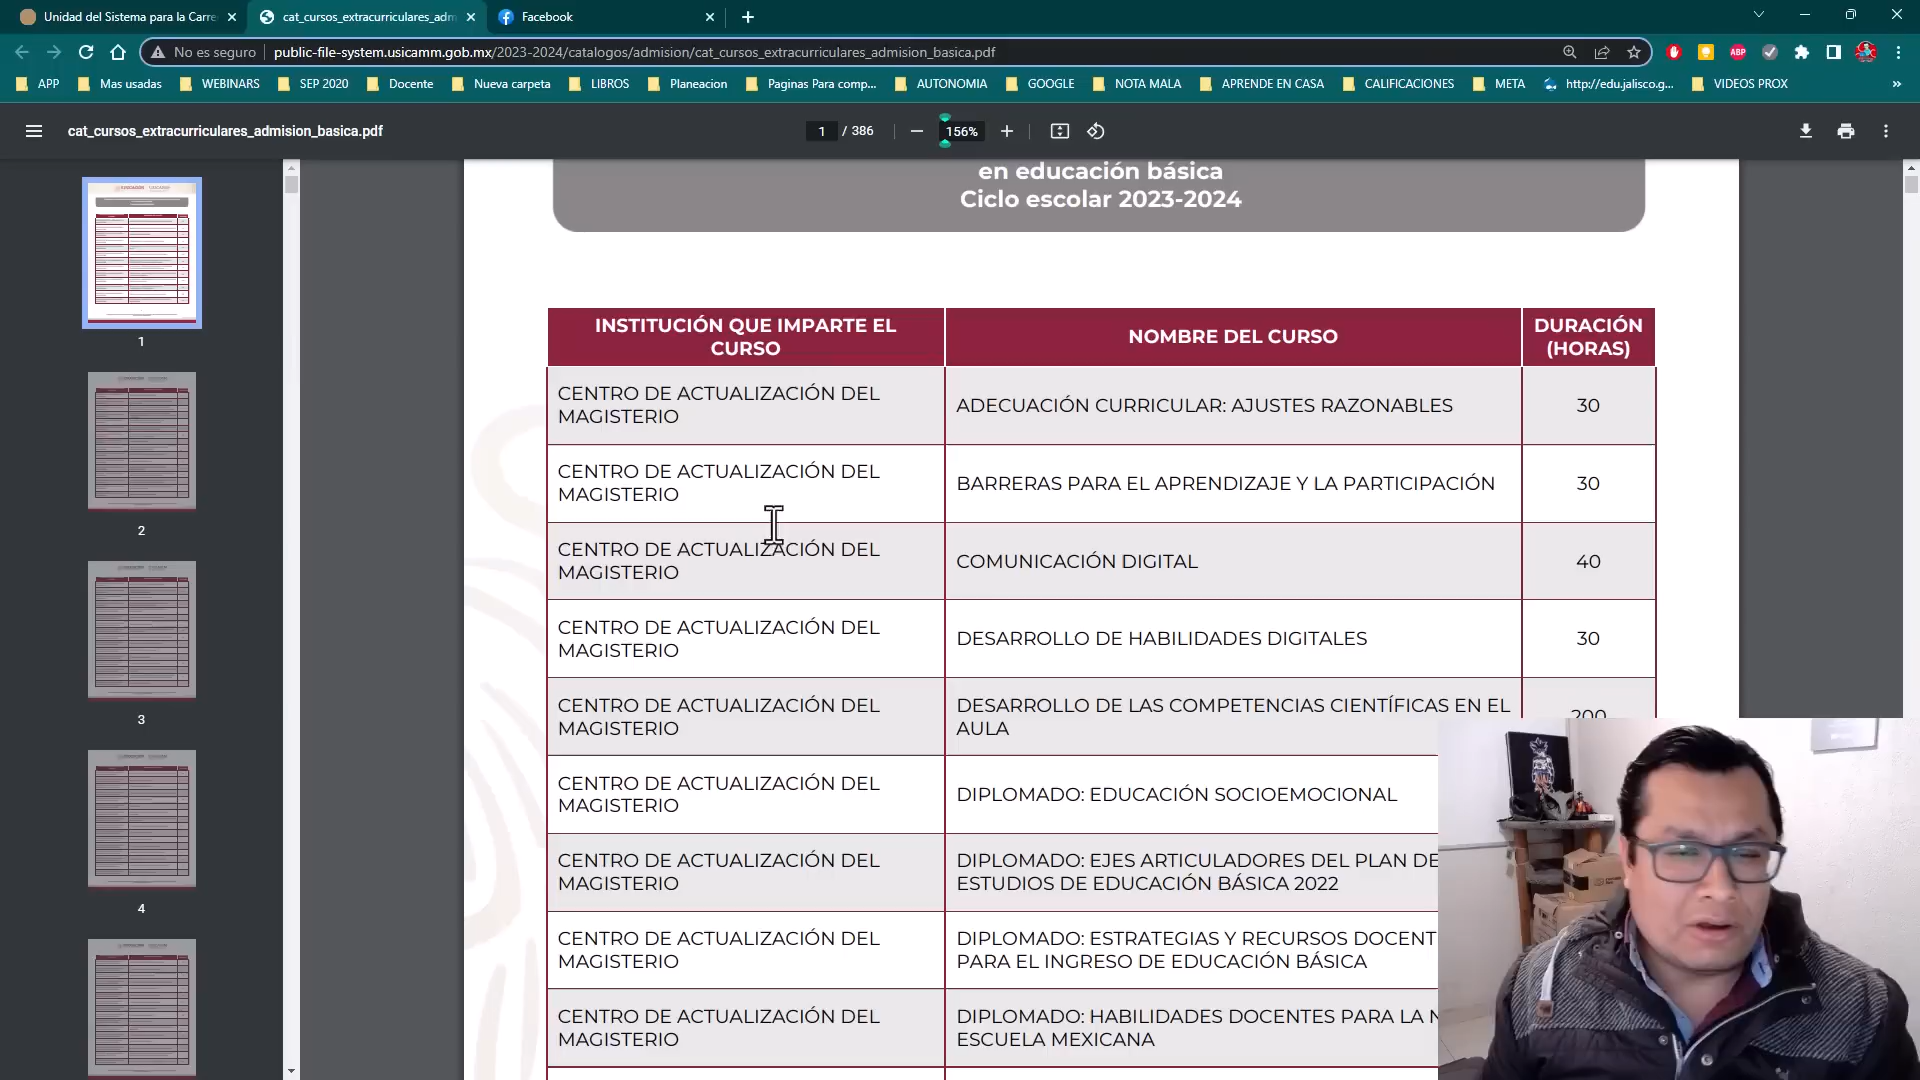 Unidad del Sistema para la Carre
cat_cursos_extracurriculares_adm
Facebook
No es seguro
public-file-system.usicamm.gob.mx/2023-2024/catalogos/admision/cat_cursos_extracurriculares_admision_basica.pdf
ABP
APP
Mas usadas
WEBINARS
SEP 2020
Docente
Nueva carpeta
LIBROS
Planeacion
Paginas Para comp...
AUTONOMIA
GOOGLE
NOTA MALA
APRENDE EN CASA
CALIFICACIONES
META
http://edu.jalisco.g...
VIDEOS PROX
»
cat_cursos_extracurriculares_admision_basica.pdf
1 / 386
156%
1
2
3
4
en educación básica
Ciclo escolar 2023-2024
INSTITUCIÓN QUE IMPARTE EL
CURSO
NOMBRE DEL CURSO
DURACIÓN
(HORAS)
CENTRO DE ACTUALIZACIÓN DEL
MAGISTERIO
ADECUACIÓN CURRICULAR: AJUSTES RAZONABLES
30
CENTRO DE ACTUALIZACIÓN DEL
MAGISTERIO
BARRERAS PARA EL APRENDIZAJE Y LA PARTICIPACIÓN
30
CENTRO DE ACTUALIZACIÓN DEL
MAGISTERIO
COMUNICACIÓN DIGITAL
40
CENTRO DE ACTUALIZACIÓN DEL
MAGISTERIO
DESARROLLO DE HABILIDADES DIGITALES
30
CENTRO DE ACTUALIZACIÓN DEL
MAGISTERIO
DESARROLLO DE LAS COMPETENCIAS CIENTÍFICAS EN EL
AULA
200
CENTRO DE ACTUALIZACIÓN DEL
MAGISTERIO
DIPLOMADO: EDUCACIÓN SOCIOEMOCIONAL
CENTRO DE ACTUALIZACIÓN DEL
MAGISTERIO
DIPLOMADO: EJES ARTICULADORES DEL PLAN DE
ESTUDIOS DE EDUCACIÓN BÁSICA 2022
CENTRO DE ACTUALIZACIÓN DEL
MAGISTERIO
DIPLOMADO: ESTRATEGIAS Y RECURSOS DOCENT
PARA EL INGRESO DE EDUCACIÓN BÁSICA
CENTRO DE ACTUALIZACIÓN DEL
MAGISTERIO
DIPLOMADO: HABILIDADES DOCENTES PARA LA N
ESCUELA MEXICANA